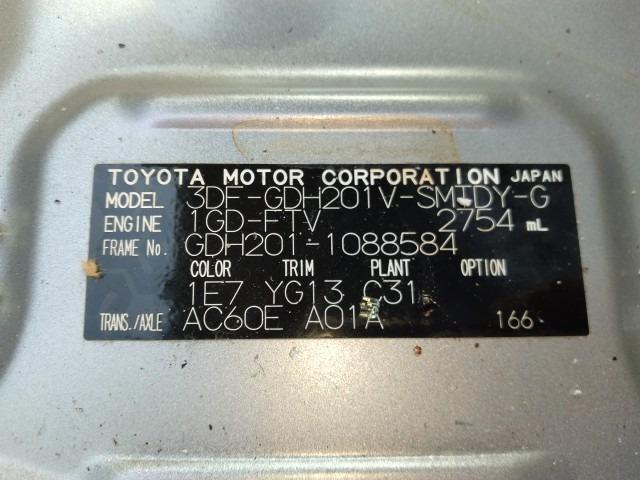 TOYOTA MOTOR CORPORATION JAPAN
MODEL 3DF-GDH201V-SMTDY-G
ENGINE 1GD-FTV 2754 mL
FRAME No. GDH201-1088584
COLOR TRIM PLANT OPTION
1E7 YG13 C31
TRANS./AXLE AC60E A01A 166